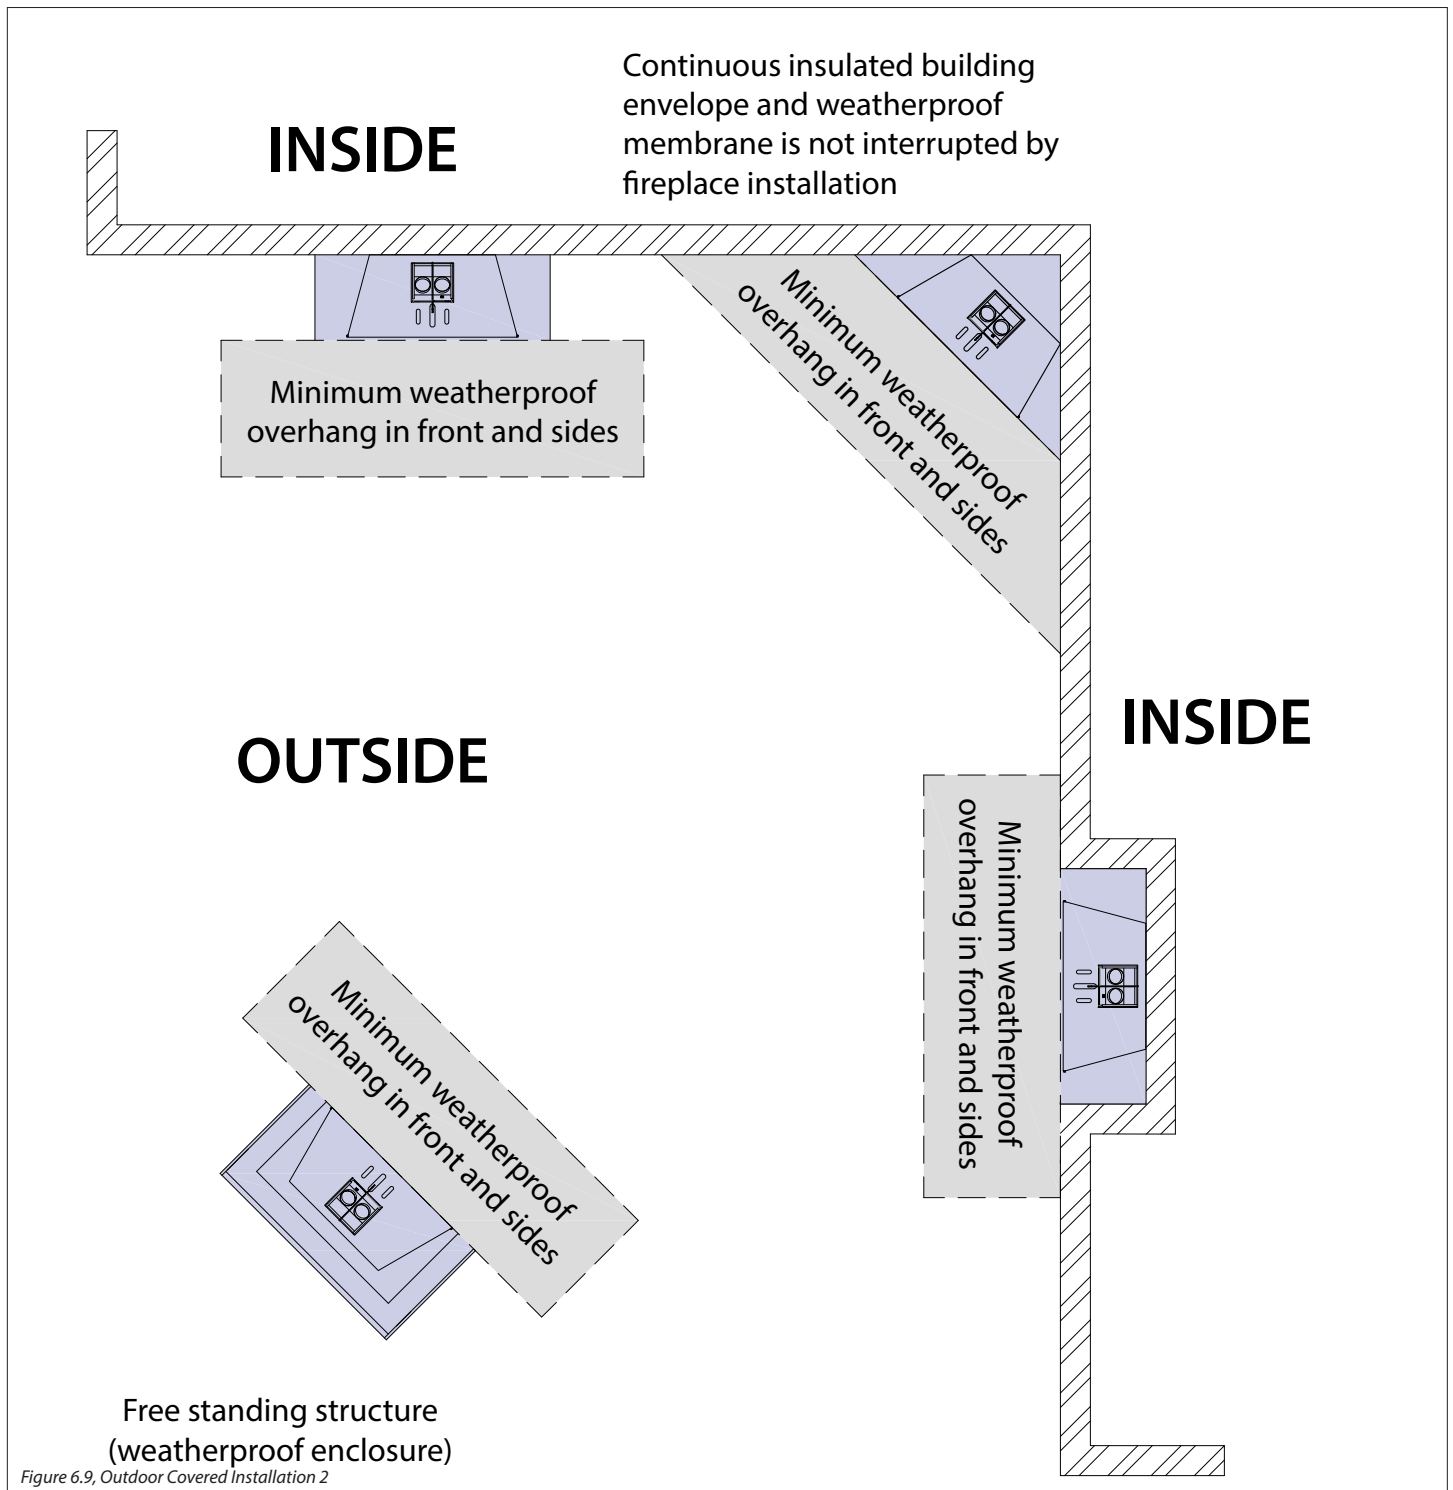 Continuous insulated building
envelope and weatherproof
membrane is not interrupted by
fireplace installation
INSIDE
Minimum weatherproof
overhang in front and sides
Minimum weatherproof
overhang in front and sides
INSIDE
OUTSIDE
Minimum weatherproof
overhang in front and sides
Minimum weatherproof
overhang in front and sides
Free standing structure
(weatherproof enclosure)
Figure 6.9, Outdoor Covered Installation 2